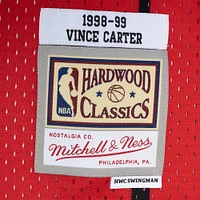 1998-99
VINCE CARTER
NBA
HARDWOOD
CLASSICS
NOSTALGIA CO.
Mitchell & Ness
PHILADELPHIA, PA.
HWC SWINGMAN